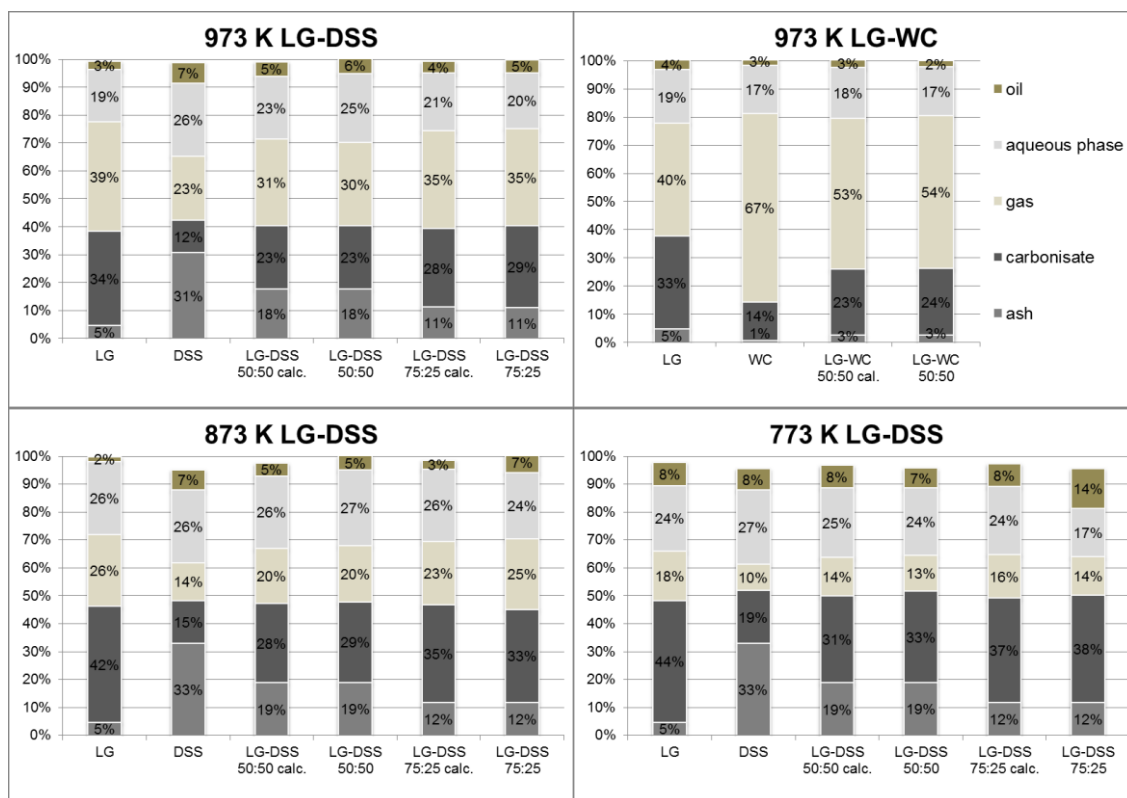 973 K LG-DSS
100%
90%
80%
70%
60%
50%
40%
30%
20%
10%
0%
3% 7% 5% 6% 4% 5%
19% 26% 23% 25% 21% 20%
39% 23% 31% 30% 35% 35%
34% 12% 23% 23% 28% 29%
5% 31% 18% 18% 11% 11%
LG DSS LG-DSS LG-DSS LG-DSS LG-DSS
50:50 calc. 50:50 75:25 calc. 75:25
973 K LG-WC
100%
90%
80%
70%
60%
50%
40%
30%
20%
10%
0%
4% 3% 3% 2%
19% 17% 18% 17%
40% 67% 53% 54%
33% 14% 23% 24%
5% 1% 3% 3%
LG WC LG-WC LG-WC
50:50 cal. 50:50
oil
aqueous phase
gas
carbonisate
ash
873 K LG-DSS
100%
90%
80%
70%
60%
50%
40%
30%
20%
10%
0%
2% 7% 5% 5% 3% 7%
26% 26% 26% 27% 26% 24%
26% 14% 20% 20% 23% 25%
42% 15% 28% 29% 35% 33%
5% 33% 19% 19% 12% 12%
LG DSS LG-DSS LG-DSS LG-DSS LG-DSS
50:50 calc. 50:50 75:25 calc. 75:25
773 K LG-DSS
100%
90%
80%
70%
60%
50%
40%
30%
20%
10%
0%
8% 8% 8% 7% 8% 14%
24% 27% 25% 24% 24% 17%
18% 10% 14% 13% 16% 14%
44% 19% 31% 33% 37% 38%
5% 33% 19% 19% 12% 12%
LG DSS LG-DSS LG-DSS LG-DSS LG-DSS
50:50 calc. 50:50 75:25 calc. 75:25